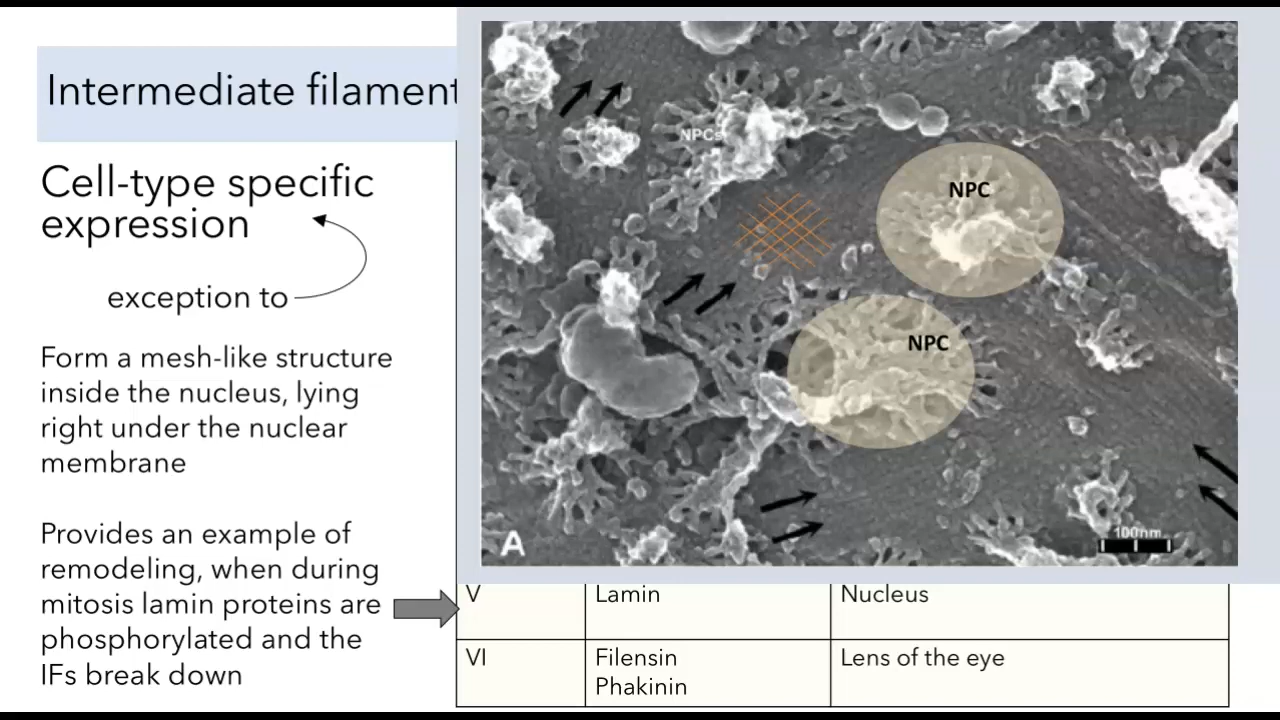 Intermediate filament
Cell-type specific
expression
exception to
Form a mesh-like structure
inside the nucleus, lying
right under the nuclear
membrane
Provides an example of
remodeling, when during
mitosis lamin proteins are
phosphorylated and the
IFs break down
NPCs
NPC
NPC
A
100nm
V
Lamin
Nucleus
VI
Filensin
Phakinin
Lens of the eye